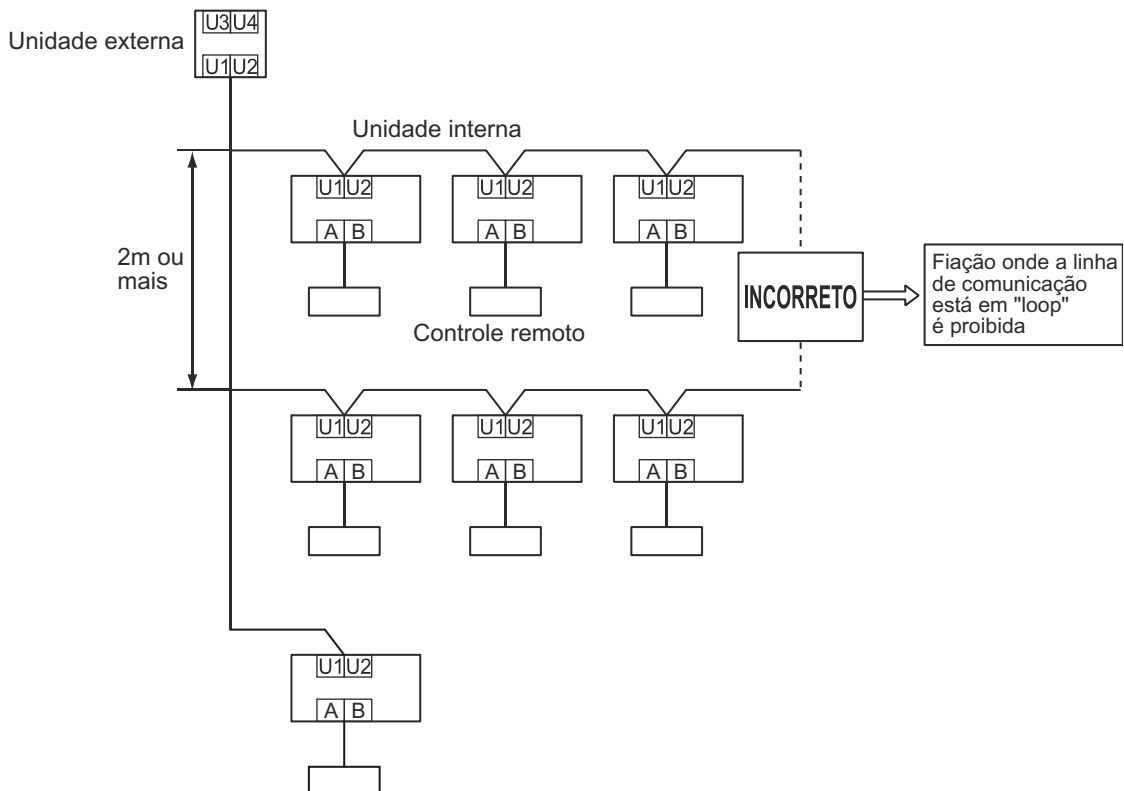 U3 U4
Unidade externa
U1 U2
Unidade interna
U1 U2 U1 U2 U1 U2
A B A B A B
2m ou
mais
INCORRETO
Fiação onde a linha
de comunicação
está em "loop"
é proibida
Controle remoto
U1 U2 U1 U2 U1 U2
A B A B A B
U1 U2
A B